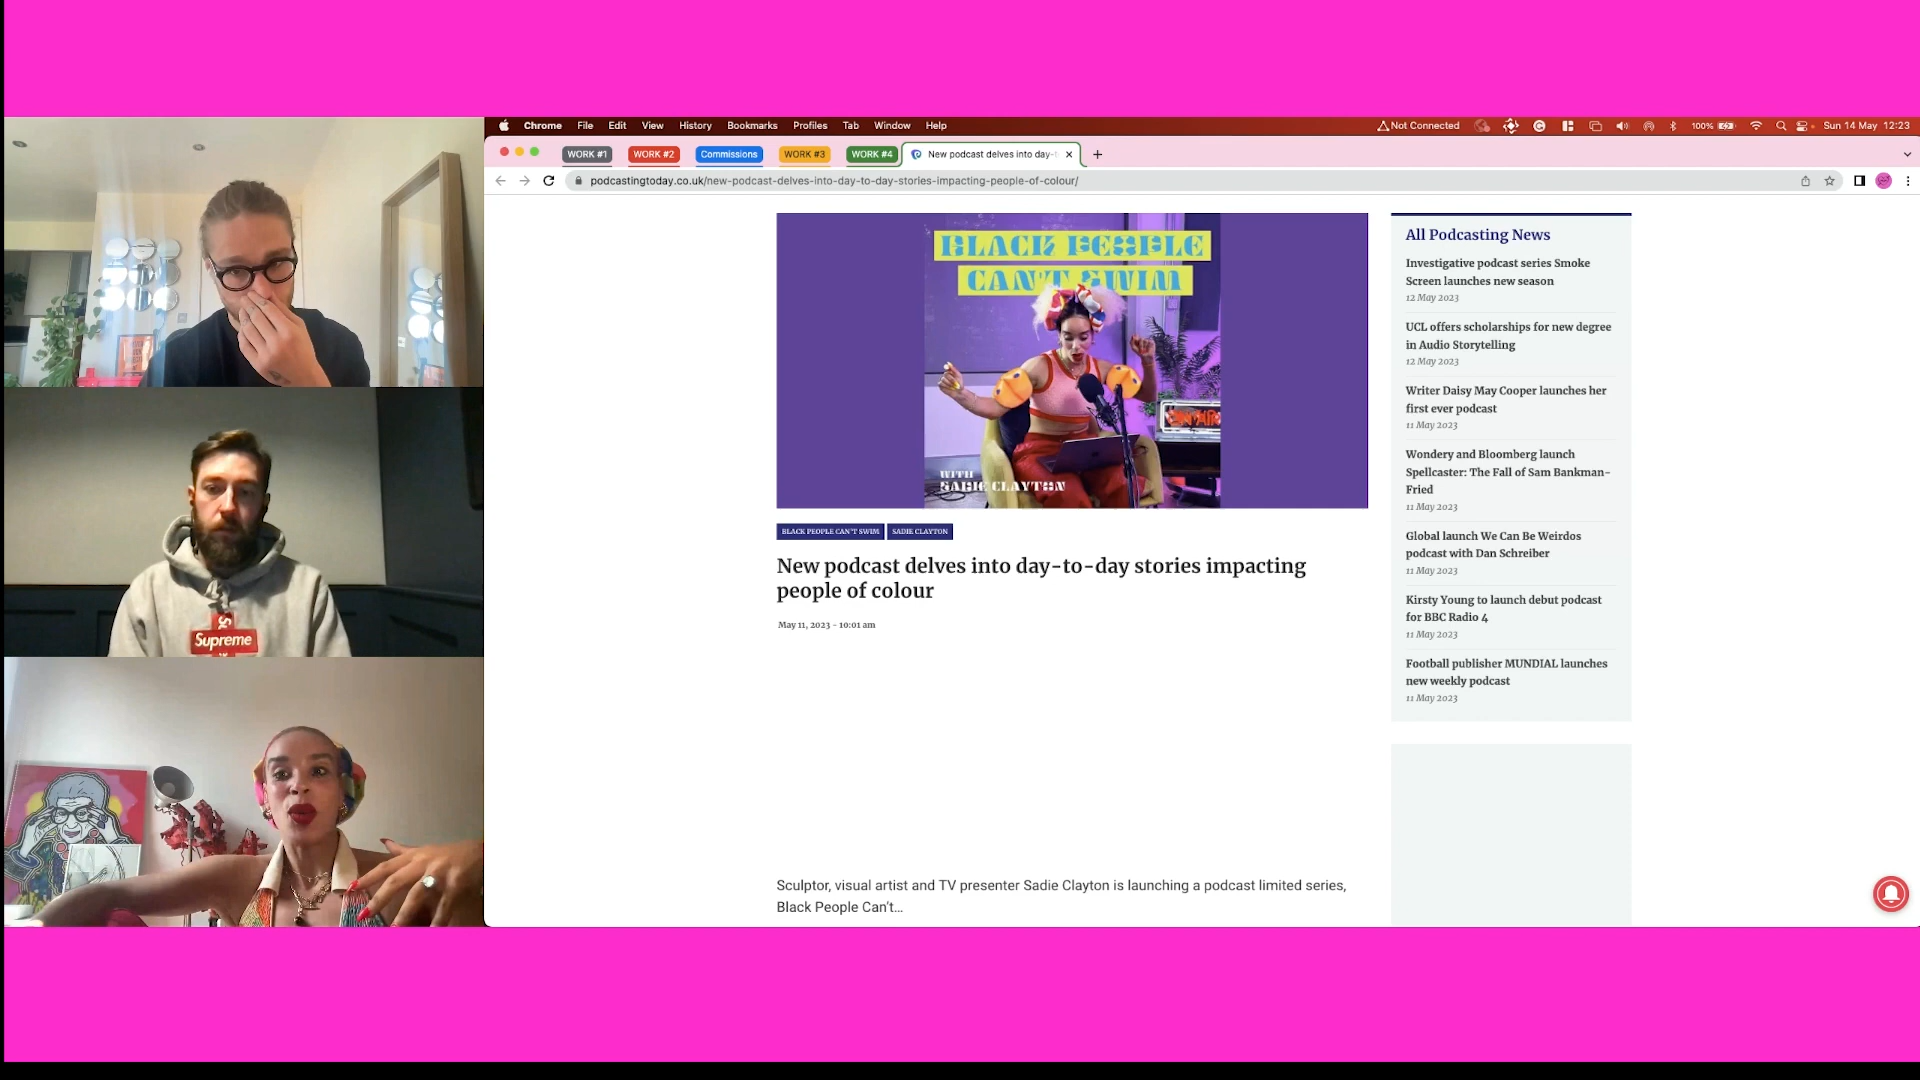 Chrome File Edit View History Bookmarks Profiles Tab Window Help
Not Connected 100% Sun 14 May 12:23
WORK #1 WORK #2 Commissions WORK #3 WORK #4 New podcast delves into day-t
podcastingtoday.co.uk/new-podcast-delves-into-day-to-day-stories-impacting-people-of-colour/
BLACK PEOPLE
CAN'T SWIM
WITH
SADIE CLAYTON
BLACK PEOPLE CAN'T SWIM SADIE CLAYTON
New podcast delves into day-to-day stories impacting
people of colour
May 11, 2023 - 10:01 am
Sculptor, visual artist and TV presenter Sadie Clayton is launching a podcast limited series,
Black People Can't...
All Podcasting News
Investigative podcast series Smoke
Screen launches new season
12 May 2023
UCL offers scholarships for new degree
in Audio Storytelling
12 May 2023
Writer Daisy May Cooper launches her
first ever podcast
11 May 2023
Wondery and Bloomberg launch
Spellcaster: The Fall of Sam Bankman-
Fried
11 May 2023
Global launch We Can Be Weirdos
podcast with Dan Schreiber
11 May 2023
Kirsty Young to launch debut podcast
for BBC Radio 4
11 May 2023
Football publisher MUNDIAL launches
new weekly podcast
11 May 2023
Supreme